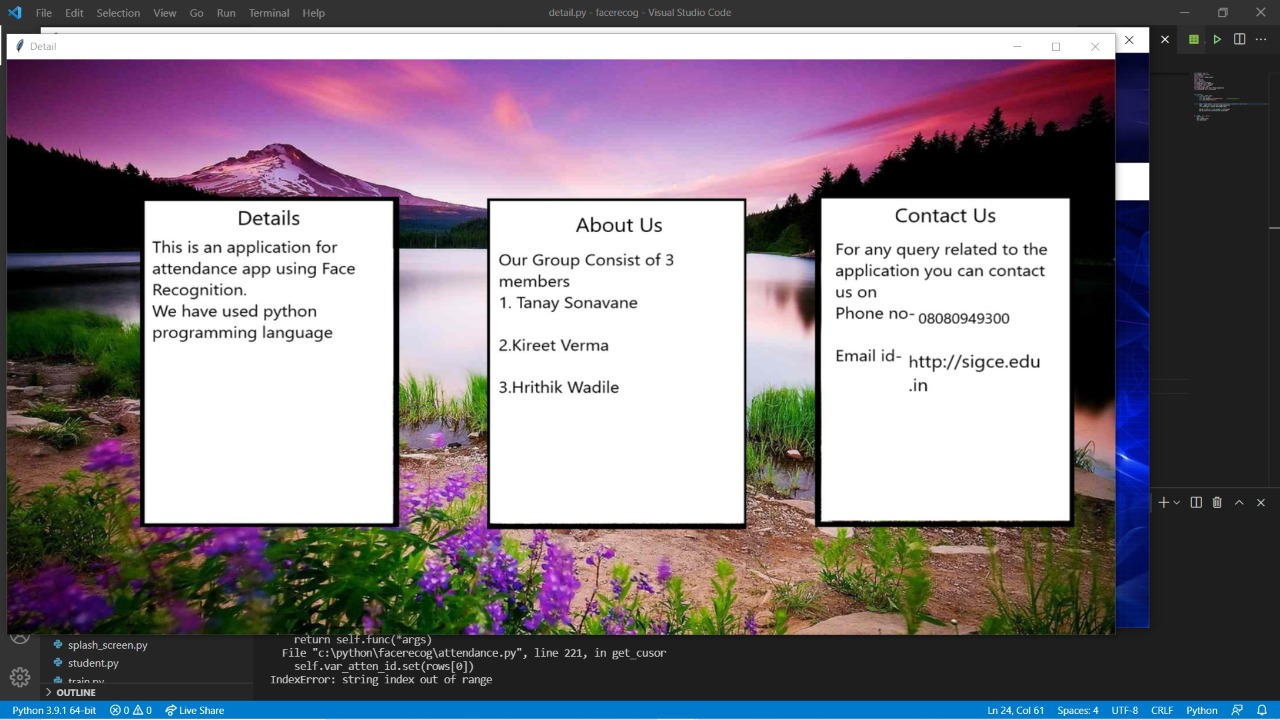 File Edit Selection View Go Run Terminal Help
detail.py - facerecog - Visual Studio Code
Detail
Details
This is an application for
attendance app using Face
Recognition.
We have used python
programming language
About Us
Our Group Consist of 3
members
1. Tanay Sonavane
2.Kireet Verma
3.Hrithik Wadile
Contact Us
For any query related to the
application you can contact
us on
Phone no- 08080949300
Email id- http://sigce.edu
.in
splash_screen.py
student.py
train.py
OUTLINE
return self.func(*args)
File "c:\python\facerecog\attendance.py", line 221, in get_cusor
self.var_atten_id.set(rows[0])
IndexError: string index out of range
Python 3.9.1 64-bit 0 0 Live Share
Ln 24, Col 61 Spaces: 4 UTF-8 CRLF Python